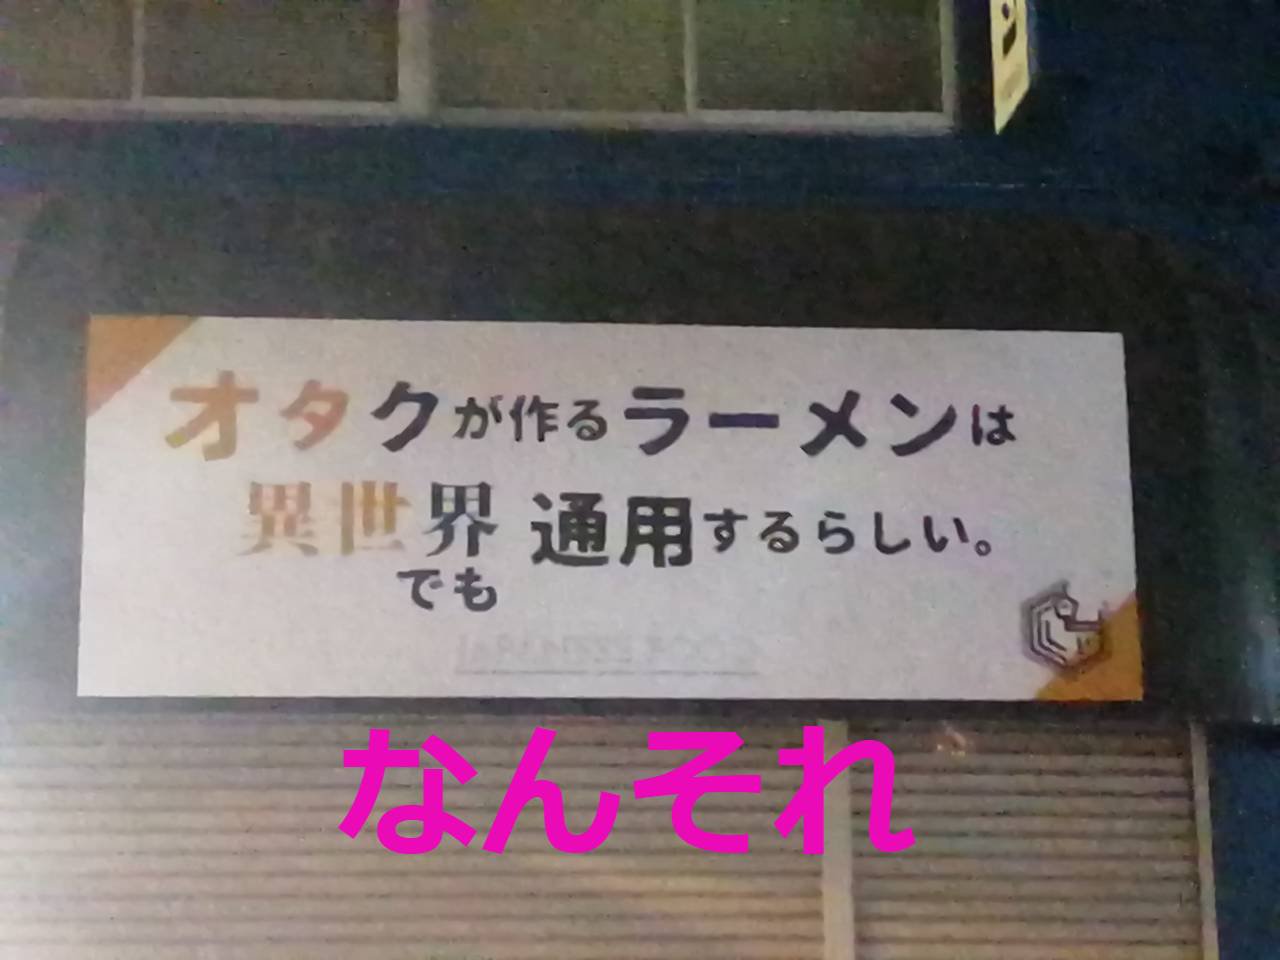 オタクが作るラーメンは
異世界 通用するらしい。
でも
なんそれ